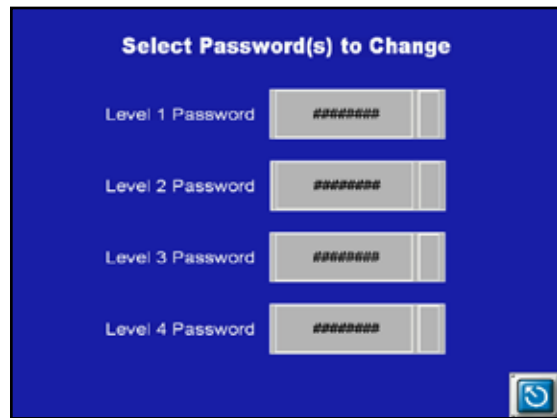 Select Password(s) to Change
Level 1 Password ########
Level 2 Password ########
Level 3 Password ########
Level 4 Password ########